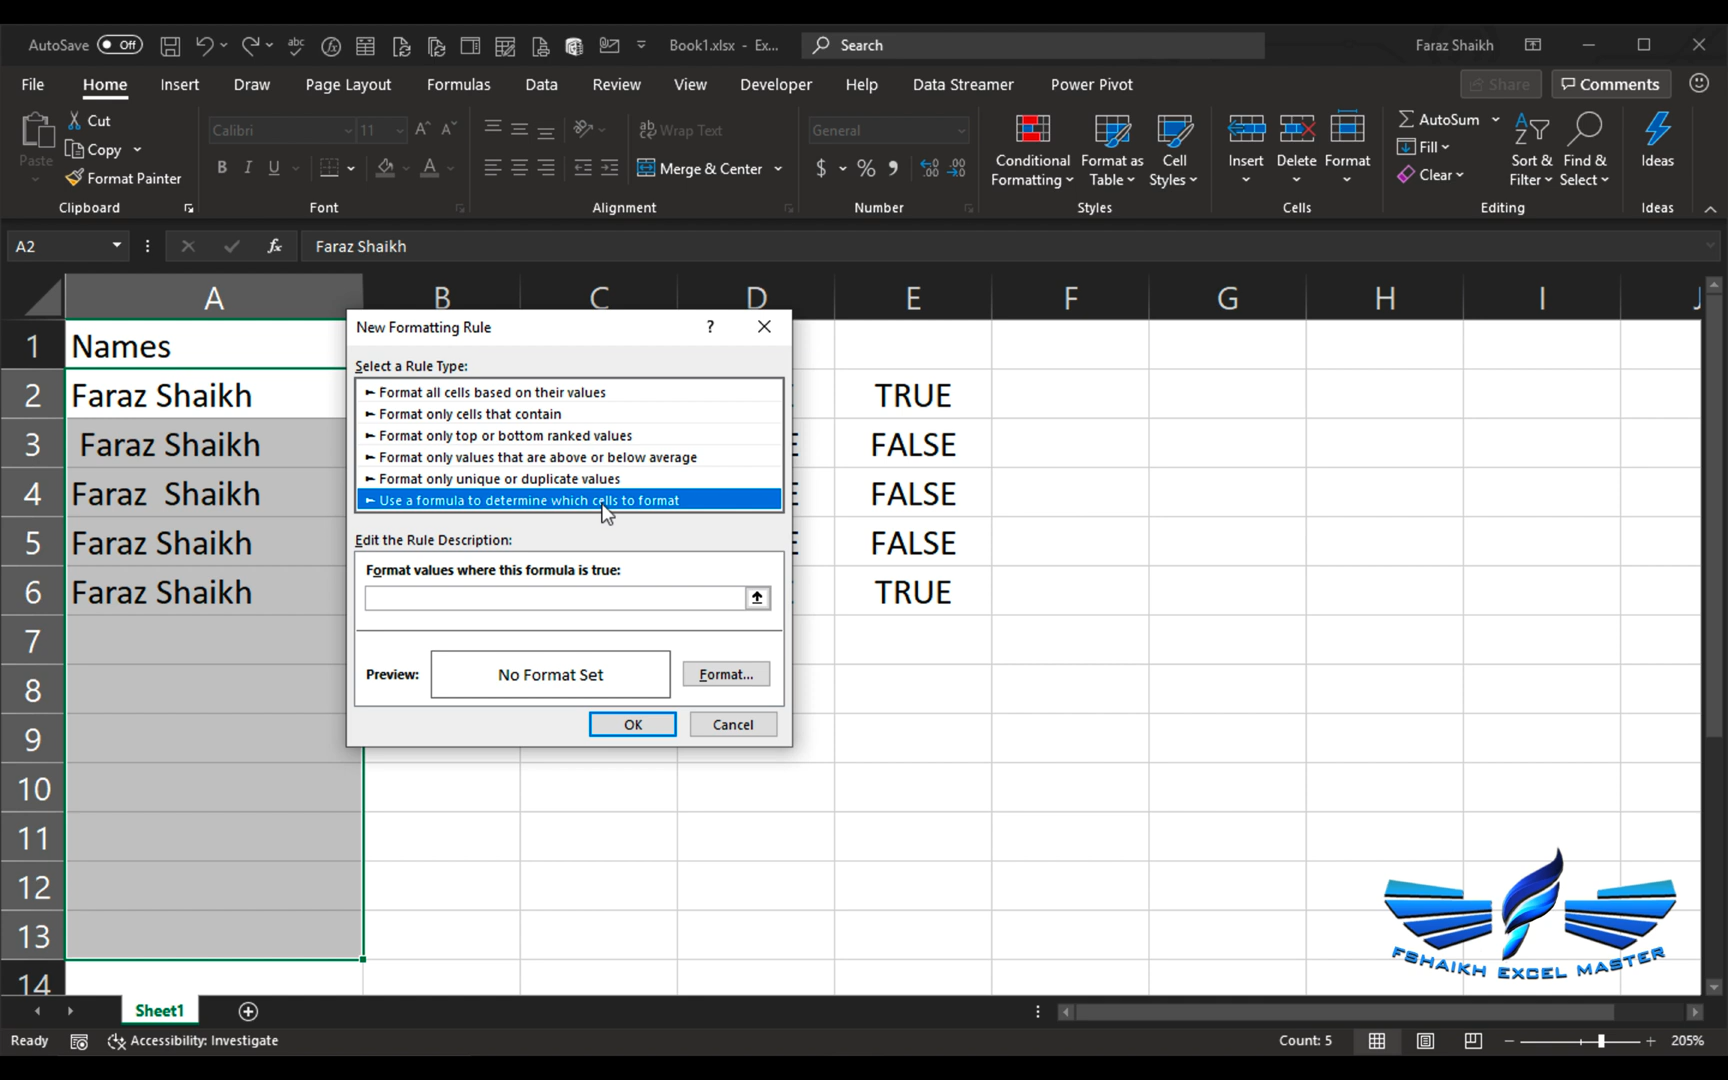 AutoSave Off Book1.xlsx - Ex... Search Faraz Shaikh
File Home Insert Draw Page Layout Formulas Data Review View Developer Help Data Streamer Power Pivot Share Comments
Paste
Cut
Copy
Format Painter
Clipboard
Calibri 11
B I U
Font
Wrap Text
Merge & Center
Alignment
General
$ % 9
Number
Conditional Formatting
Format as Table
Cell Styles
Styles
Insert
Delete
Format
Cells
AutoSum
Fill
Clear
Sort & Filter
Find & Select
Editing
Ideas
Ideas
A2 fx Faraz Shaikh
A B C D E F G H I J
1 Names
2 Faraz Shaikh TRUE
3 Faraz Shaikh FALSE
4 Faraz  Shaikh FALSE
5 Faraz Shaikh FALSE
6 Faraz Shaikh TRUE
7
8
9
10
11
12
13
14
New Formatting Rule ?
Select a Rule Type:
► Format all cells based on their values
► Format only cells that contain
► Format only top or bottom ranked values
► Format only values that are above or below average
► Format only unique or duplicate values
► Use a formula to determine which cells to format
Edit the Rule Description:
Format values where this formula is true:
Preview: No Format Set Format...
OK Cancel
FSHAIKH EXCEL MASTER
Sheet1
Ready Accessibility: Investigate Count: 5 205%